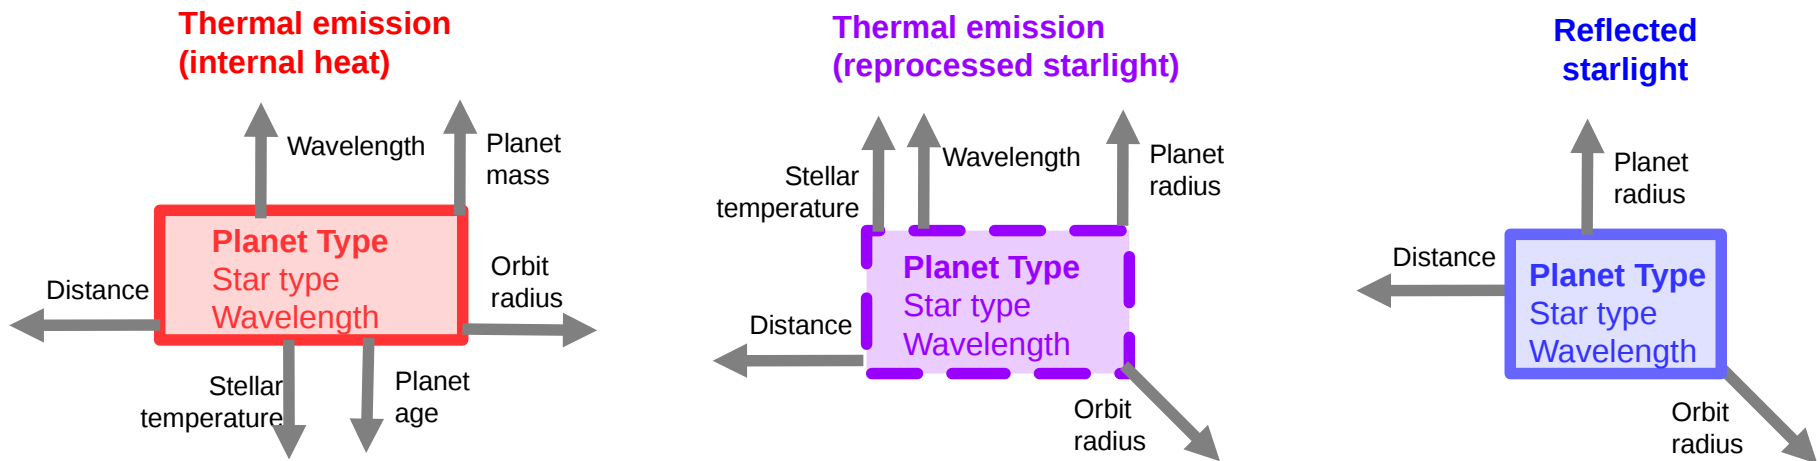 Thermal emission
(internal heat)
Wavelength
Planet
mass
Planet Type
Star type
Wavelength
Distance
Orbit
radius
Stellar
temperature
Planet
age
Thermal emission
(reprocessed starlight)
Stellar
temperature
Wavelength
Planet
radius
Planet Type
Star type
Wavelength
Distance
Orbit
radius
Reflected
starlight
Planet
radius
Distance
Planet Type
Star type
Wavelength
Orbit
radius